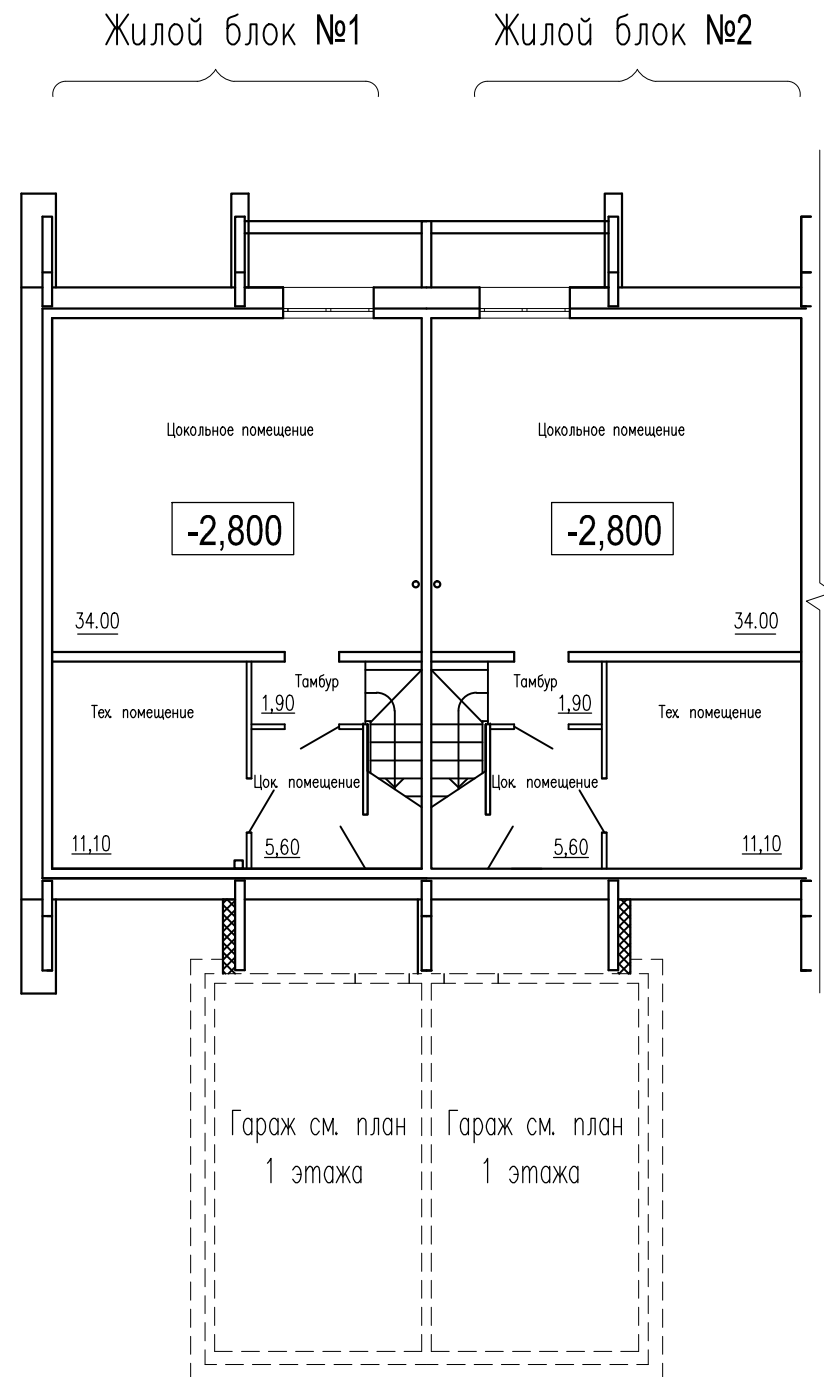 Жилой блок №1
Жилой блок №2
Цокольное помещение
Цокольное помещение
-2,800
-2,800
34.00
34.00
Тамбур
Тамбур
1,90
1,90
Тех. помещение
Тех. помещение
Цок. помещение
Цок. помещение
11,10
5,60
5,60
11,10
Гараж см. план
1 этажа
Гараж см. план
1 этажа